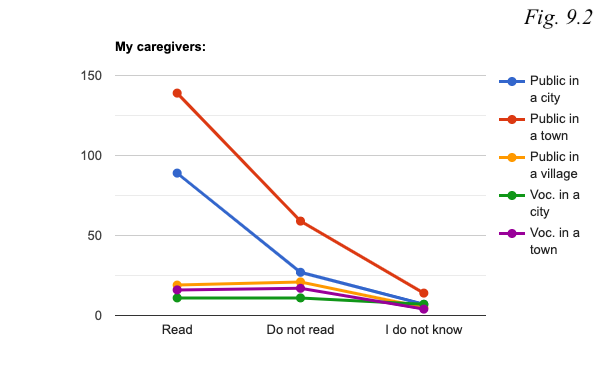 Fig. 9.2
My caregivers:
150
100
50
0
Read
Do not read
I do not know
Public in
a city
Public in
a town
Public in
a village
Voc. in a
city
Voc. in a
town